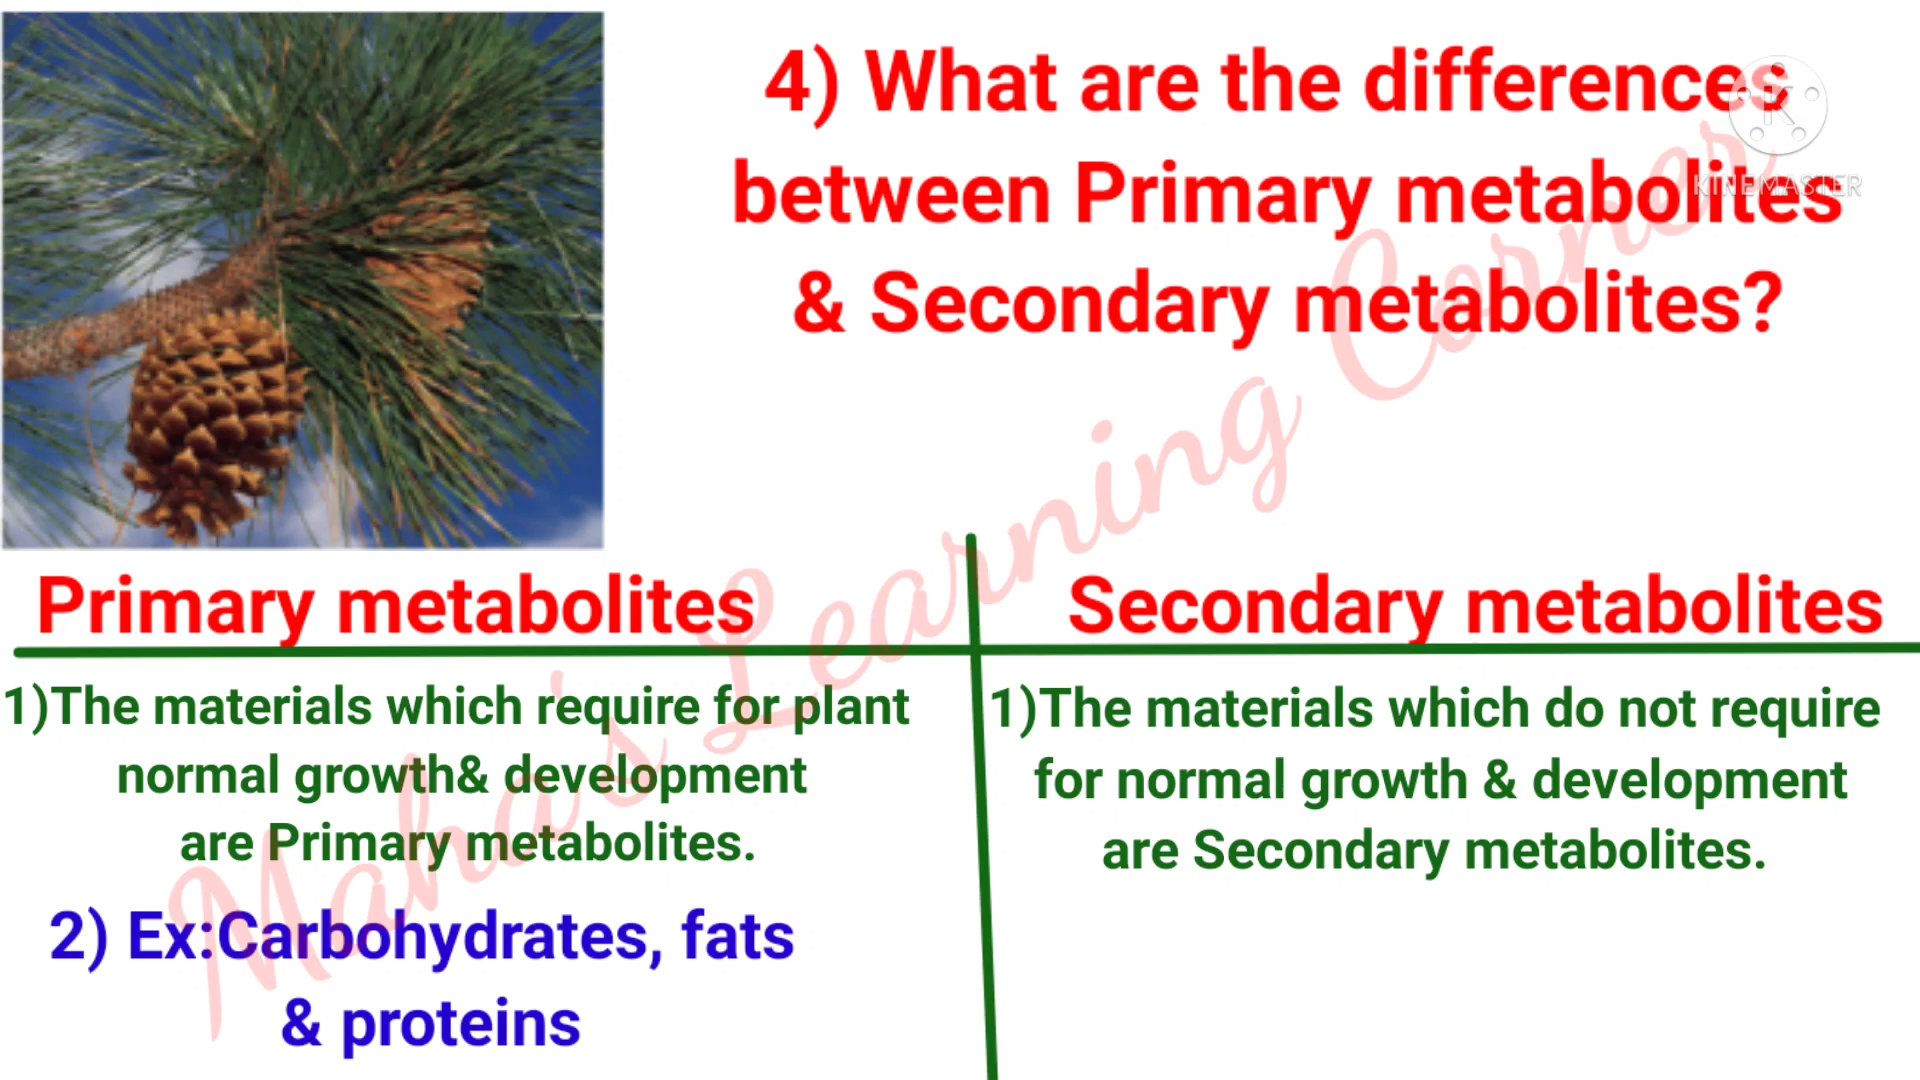 4) What are the differences
between Primary metabolites
& Secondary metabolites?
KINEMASTER
Primary metabolites
1)The materials which require for plant
normal growth& development
are Primary metabolites.
2) Ex:Carbohydrates, fats
& proteins
Secondary metabolites
1)The materials which do not require
for normal growth & development
are Secondary metabolites.
Maha's Learning Corner